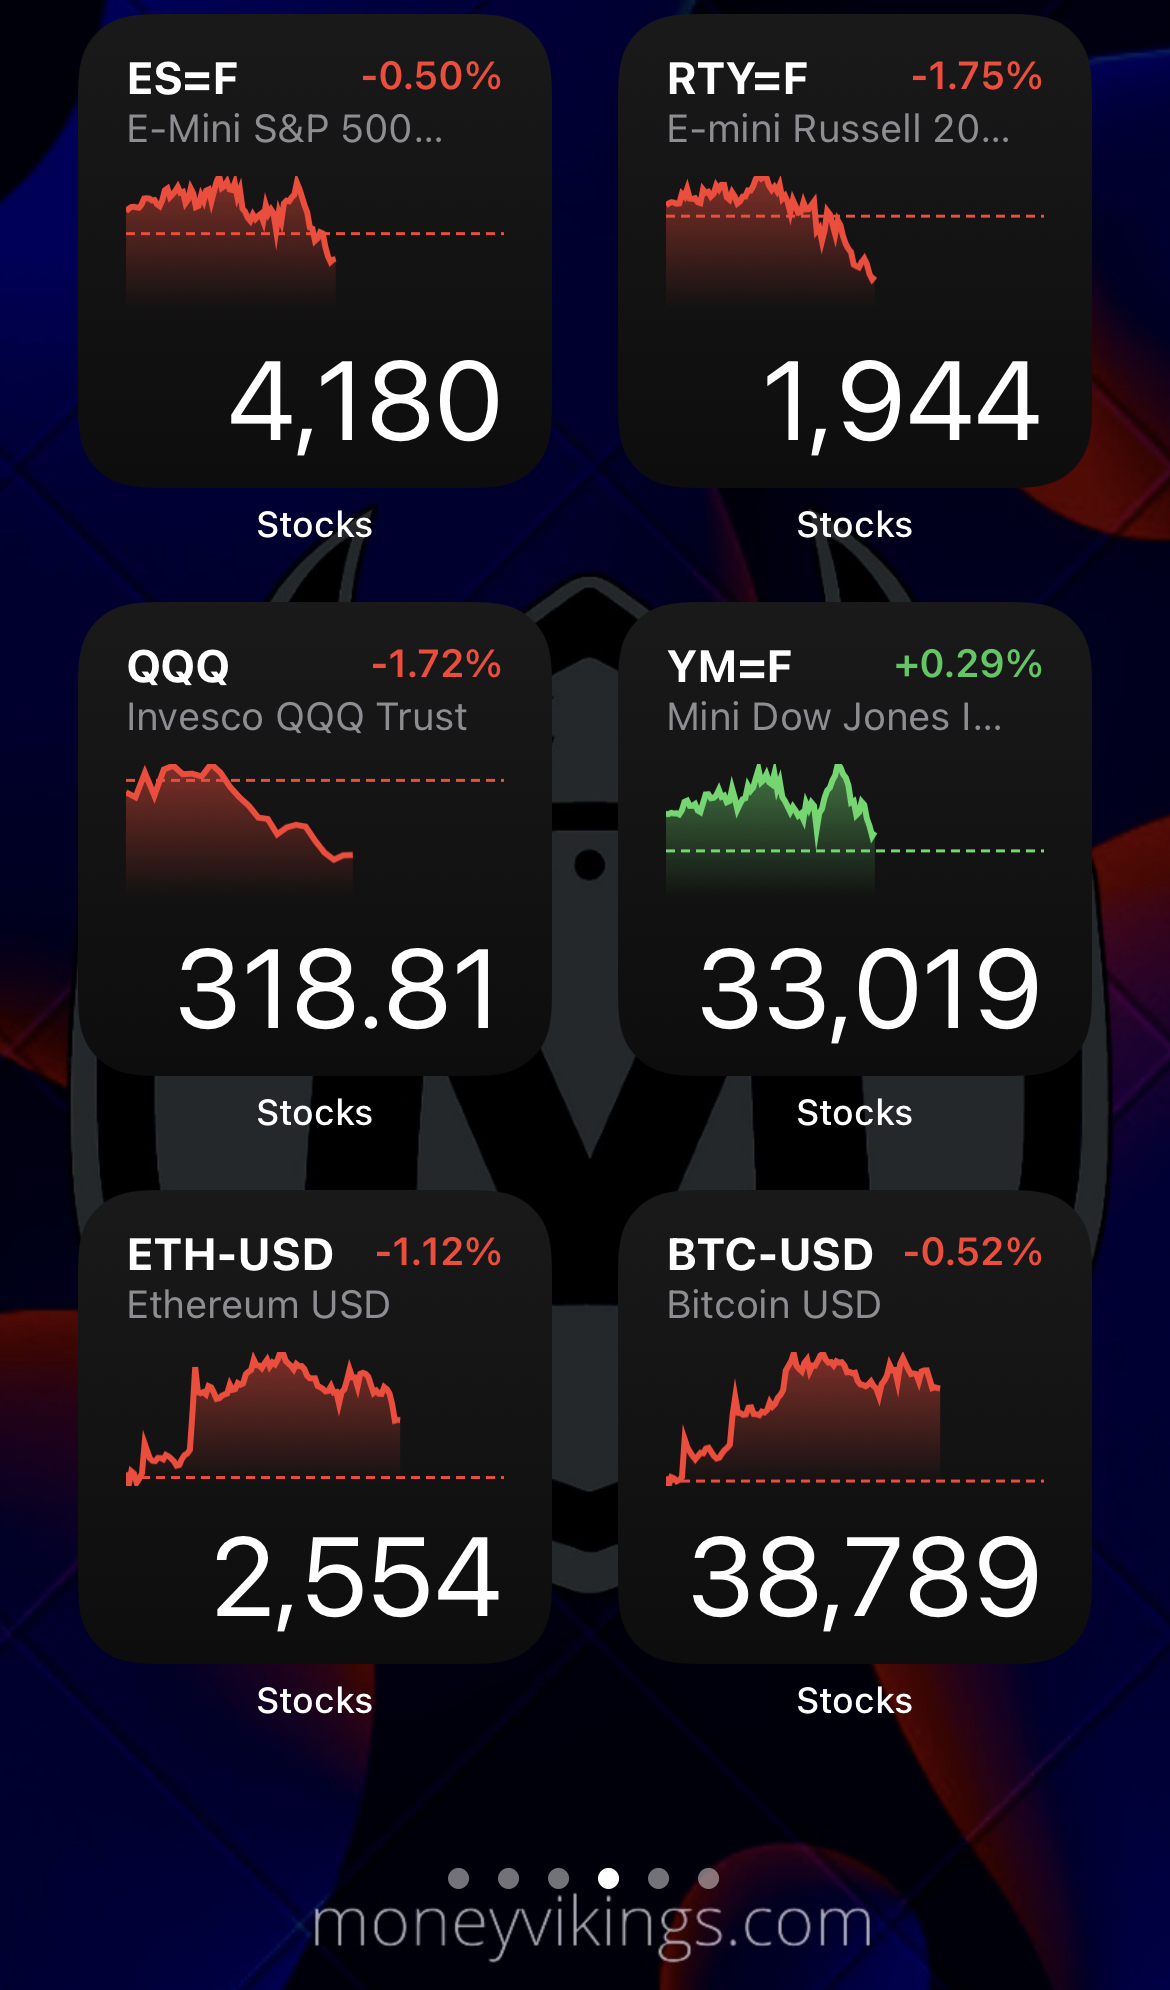 ES=F -0.50%
E-Mini S&P 500...
4,180
Stocks
RTY=F -1.75%
E-mini Russell 20...
1,944
Stocks
QQQ -1.72%
Invesco QQQ Trust
318.81
Stocks
YM=F +0.29%
Mini Dow Jones I...
33,019
Stocks
ETH-USD -1.12%
Ethereum USD
2,554
Stocks
BTC-USD -0.52%
Bitcoin USD
38,789
Stocks
moneyvikings.com